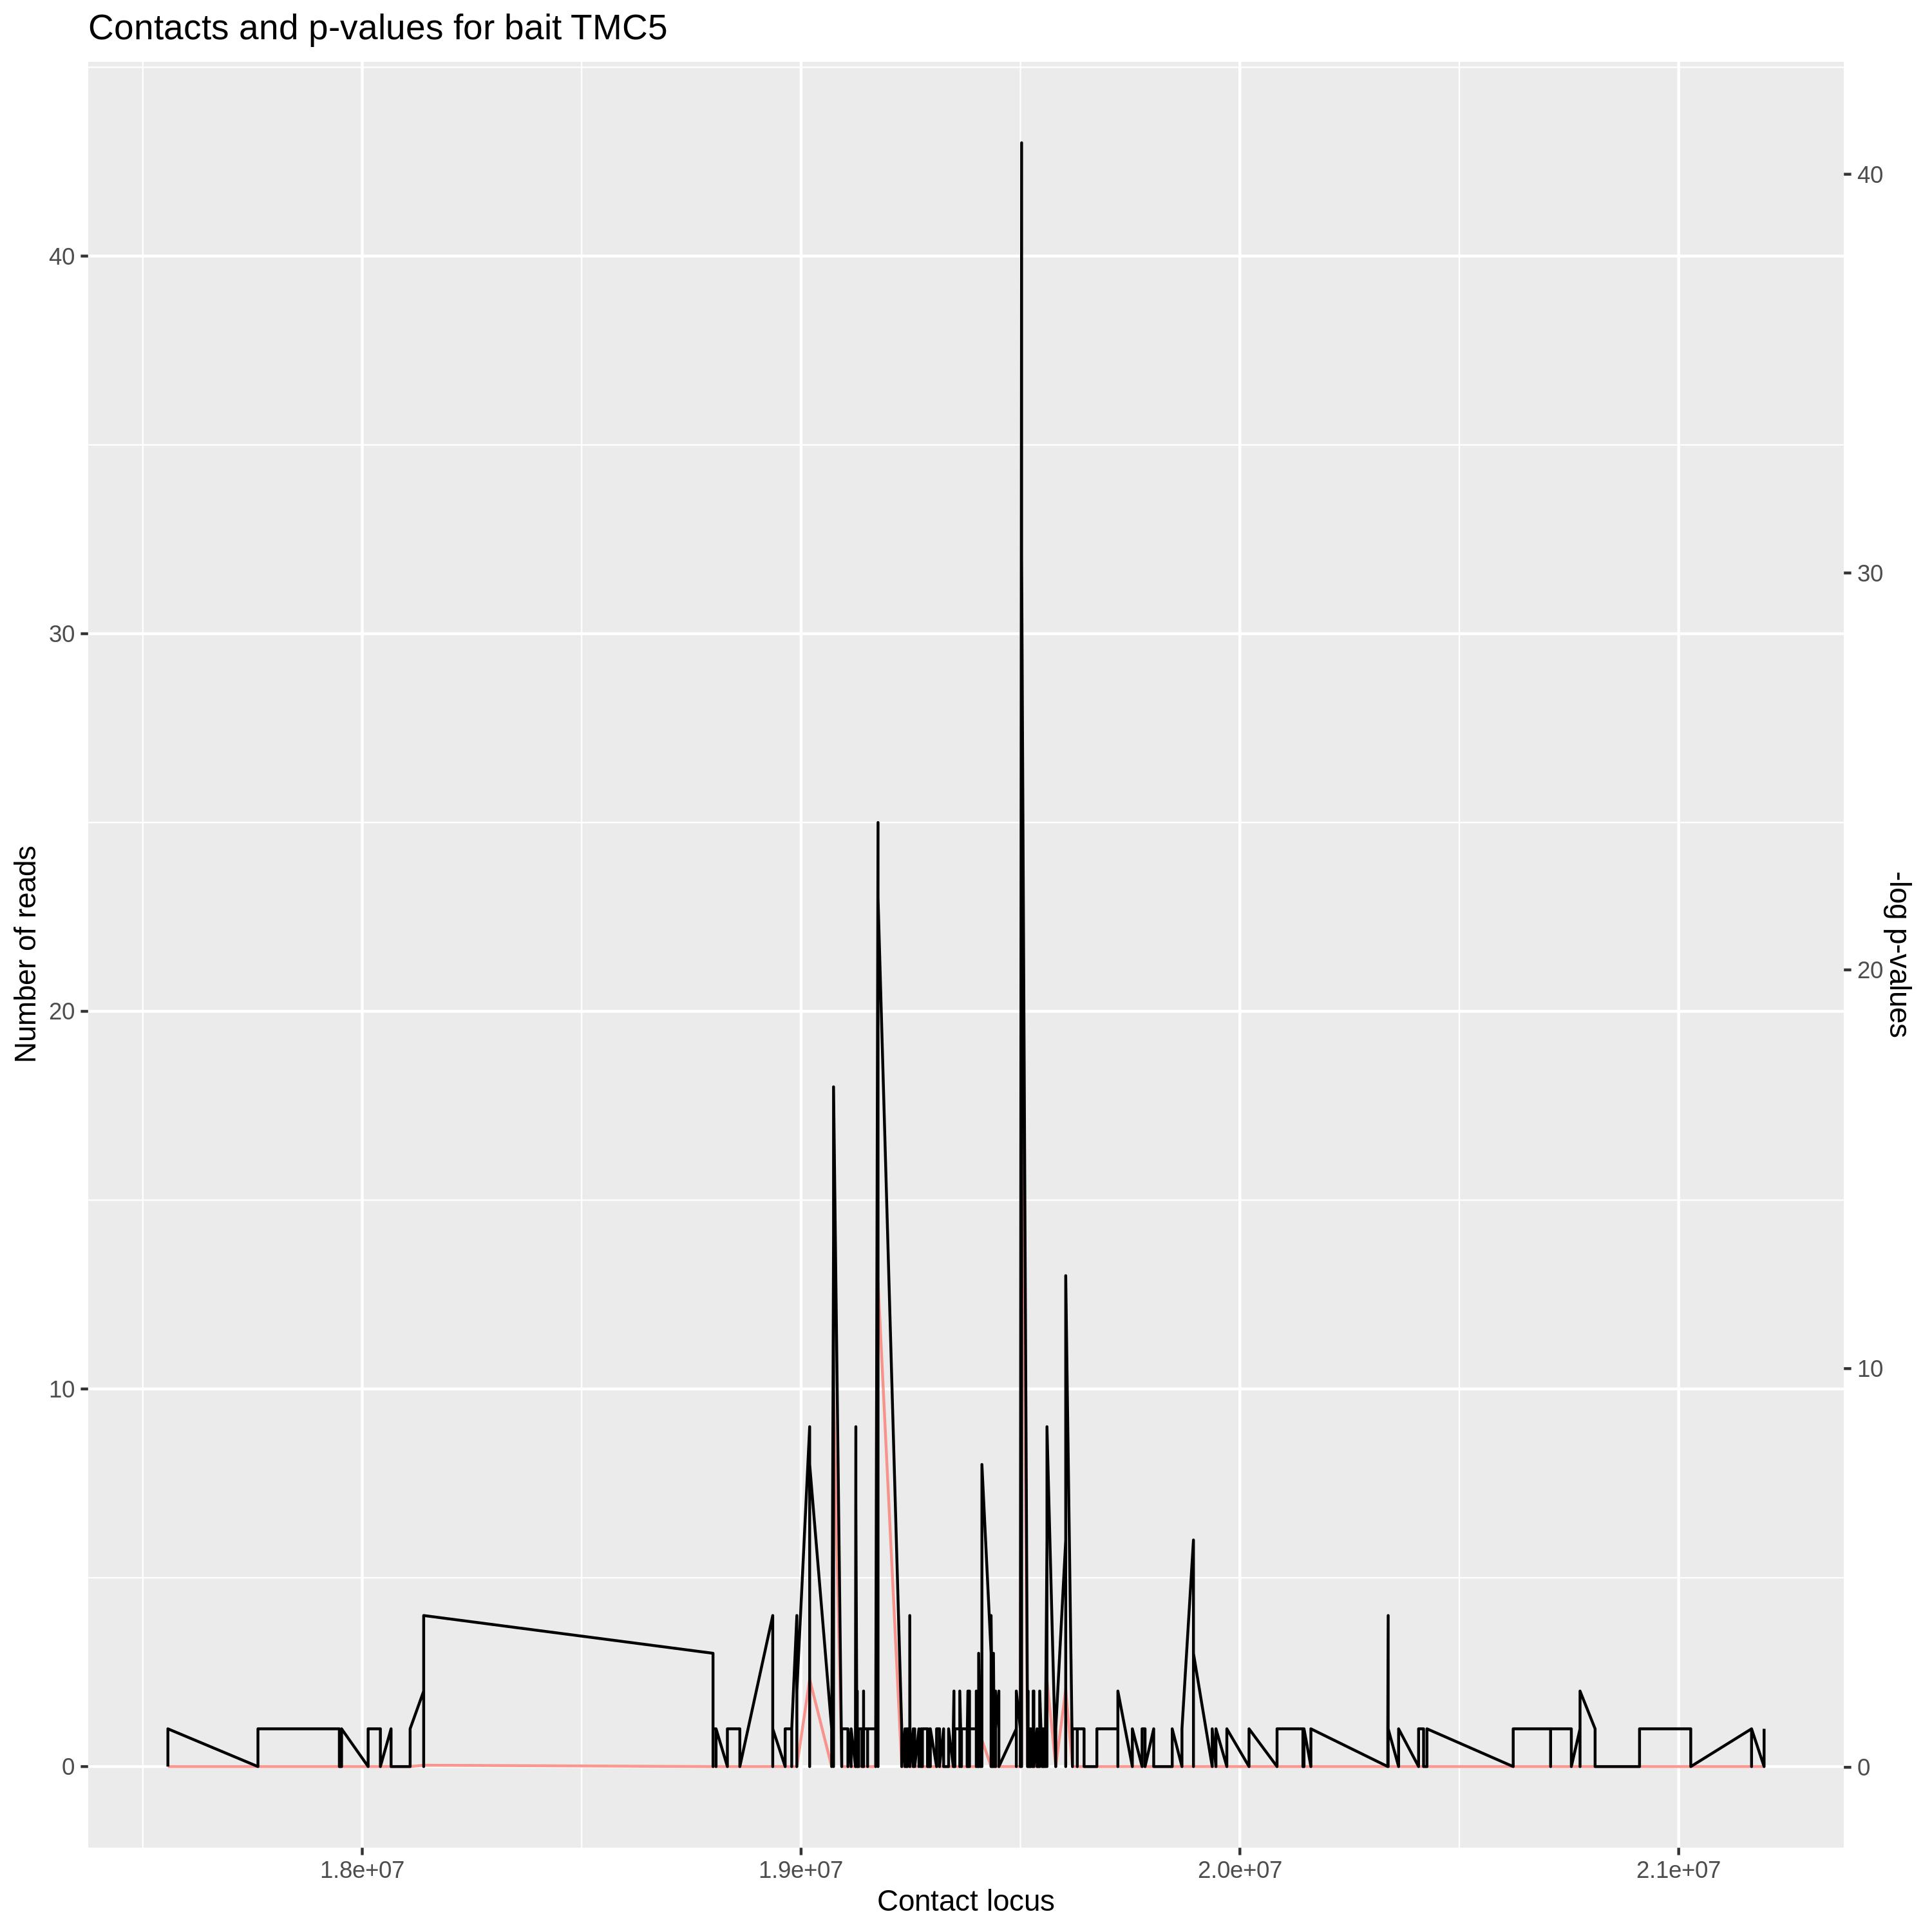 Contacts and p-values for bait TMC5
Number of reads
40
30
20
10
0
40
30
20
10
0
-log p-values
1.8e+07 1.9e+07 2.0e+07 2.1e+07
Contact locus